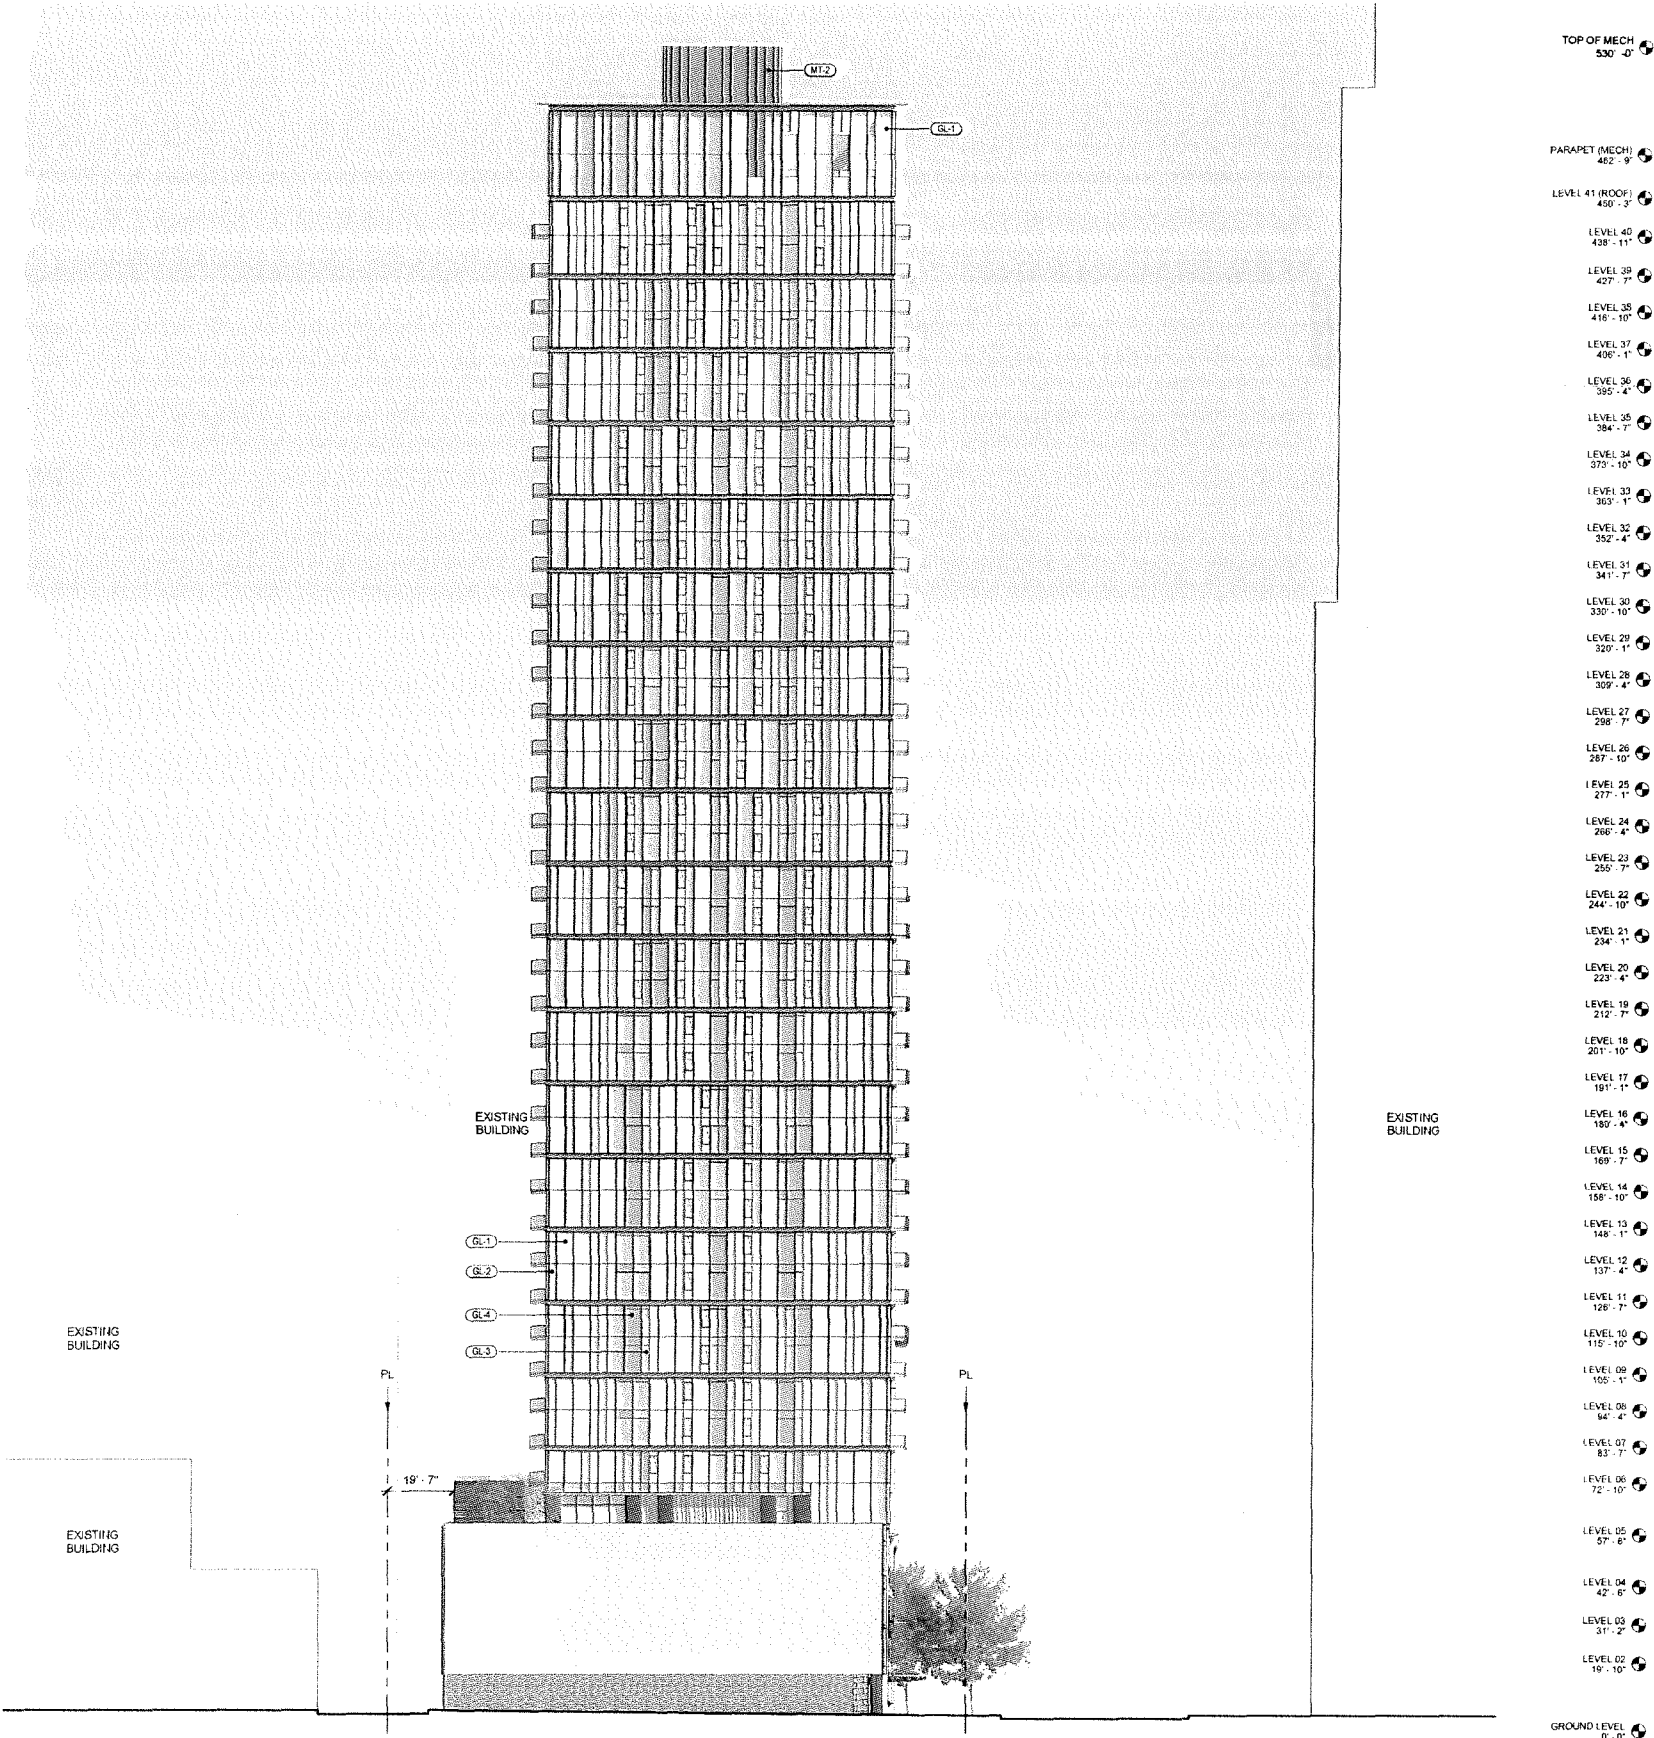 TOP OF MECH
530' -0"
MT-2
GL-1
PARAPET (MECH)
462' - 9"
LEVEL 41 (ROOF)
450' - 3"
LEVEL 40
438' - 11"
LEVEL 39
427' - 7"
LEVEL 38
416' - 10"
LEVEL 37
406' - 1"
LEVEL 36
395' - 4"
LEVEL 35
384' - 7"
LEVEL 34
373' - 10"
LEVEL 33
363' - 1"
LEVEL 32
352' - 4"
LEVEL 31
341' - 7"
LEVEL 30
330' - 10"
LEVEL 29
320' - 1"
LEVEL 28
309' - 4"
LEVEL 27
298' - 7"
LEVEL 26
287' - 10"
LEVEL 25
277' - 1"
LEVEL 24
266' - 4"
LEVEL 23
255' - 7"
LEVEL 22
244' - 10"
LEVEL 21
234' - 1"
LEVEL 20
223' - 4"
LEVEL 19
212' - 7"
LEVEL 18
201' - 10"
LEVEL 17
191' - 1"
LEVEL 16
180' - 4"
EXISTING
BUILDING
EXISTING
BUILDING
LEVEL 15
169' - 7"
LEVEL 14
158' - 10"
LEVEL 13
148' - 1"
GL-1
GL-2
LEVEL 12
137' - 4"
LEVEL 11
126' - 7"
GL-4
GL-3
EXISTING
BUILDING
LEVEL 10
115' - 10"
LEVEL 09
105' - 1"
PL
PL
LEVEL 08
94' - 4"
LEVEL 07
83' - 7"
19' - 7"
LEVEL 06
72' - 10"
EXISTING
BUILDING
LEVEL 05
57' - 8"
LEVEL 04
42' - 6"
LEVEL 03
31' - 2"
LEVEL 02
19' - 10"
GROUND LEVEL
0' - 0"